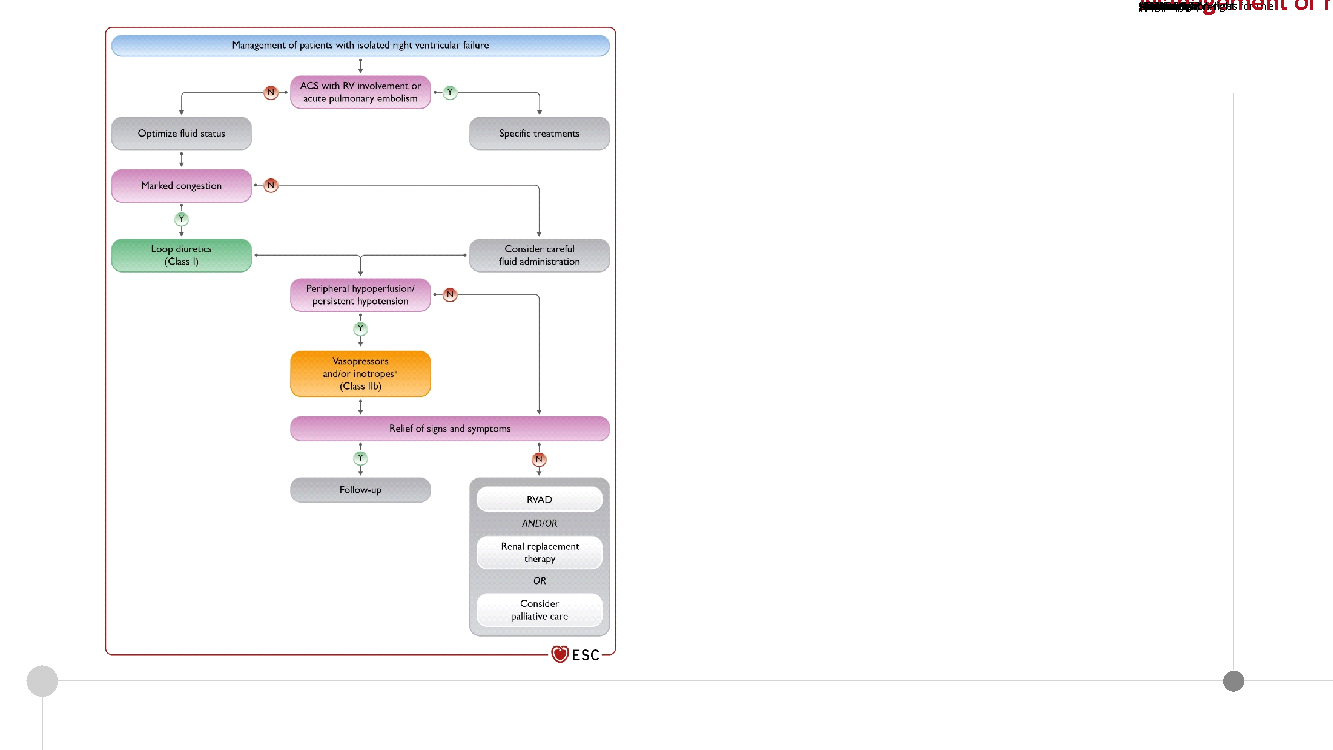 Management of r
Management of patients with isolated right ventricular failure
ACS with RV involvement or
acute pulmonary embolism
N
Y
Optimize fluid status
Specific treatments
Marked congestion
N
Y
Loop diuretics
(Class I)
Consider careful
fluid administration
Peripheral hypoperfusion/
persistent hypotension
N
Y
Vasopressors
and/or inotropesᵃ
(Class IIb)
Relief of signs and symptoms
Y
N
Follow-up
RVAD
AND/OR
Renal replacement
therapy
OR
Consider
palliative care
ESC